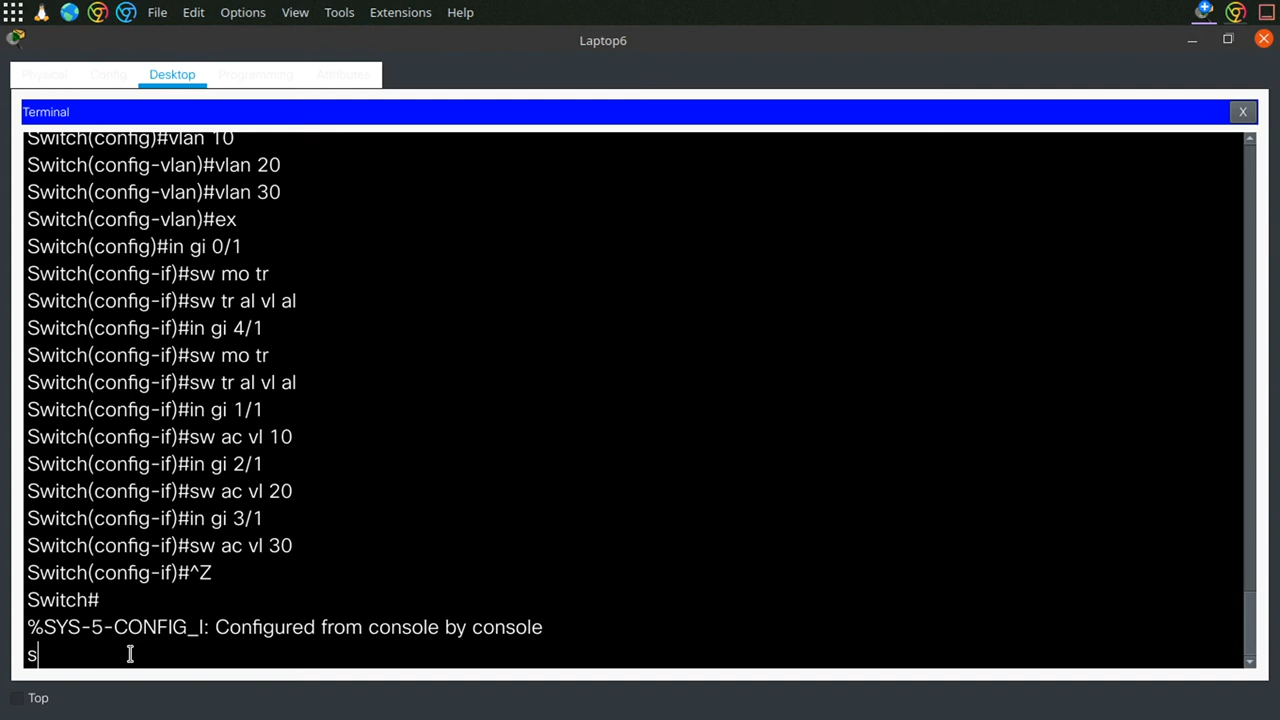 File Edit Options View Tools Extensions Help
Laptop6
Physical Config Desktop Programming Attributes
Terminal X
Switch(config)#vlan 10
Switch(config-vlan)#vlan 20
Switch(config-vlan)#vlan 30
Switch(config-vlan)#ex
Switch(config)#in gi 0/1
Switch(config-if)#sw mo tr
Switch(config-if)#sw tr al vl al
Switch(config-if)#in gi 4/1
Switch(config-if)#sw mo tr
Switch(config-if)#sw tr al vl al
Switch(config-if)#in gi 1/1
Switch(config-if)#sw ac vl 10
Switch(config-if)#in gi 2/1
Switch(config-if)#sw ac vl 20
Switch(config-if)#in gi 3/1
Switch(config-if)#sw ac vl 30
Switch(config-if)#^Z
Switch#
%SYS-5-CONFIG_I: Configured from console by console
s
Top